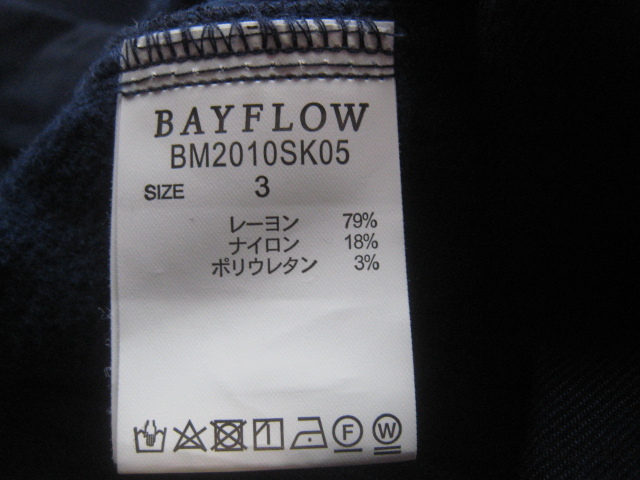 BAYFLOW
BM2010SK05
SIZE 3
レーヨン 79%
ナイロン 18%
ポリウレタン 3%
F W